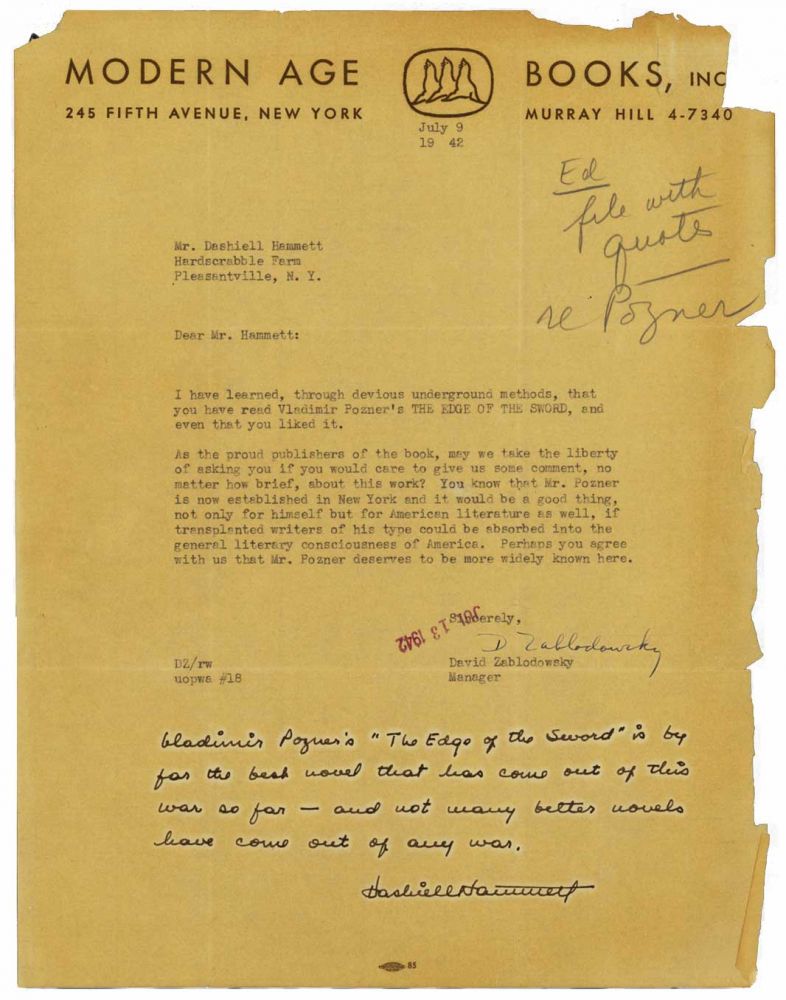 MODERN AGE BOOKS, INC
245 FIFTH AVENUE, NEW YORK MURRAY HILL 4-7340
July 9
19 42
Ed
file with
quotes
re Pozner
Mr. Dashiell Hammett
Hardscrabble Farm
Pleasantville, N. Y.
Dear Mr. Hammett:
I have learned, through devious underground methods, that
you have read Vladimir Pozner's THE EDGE OF THE SWORD, and
even that you liked it.
As the proud publishers of the book, may we take the liberty
of asking you if you would care to give us some comment, no
matter how brief, about this work? You know that Mr. Pozner
is now established in New York and it would be a good thing,
not only for himself but for American literature as well, if
transplanted writers of his type could be absorbed into the
general literary consciousness of America. Perhaps you agree
with us that Mr. Pozner deserves to be more widely known here.
Sincerely,
JUL 13 1942
D Zablodowsky
DZ/rw David Zablodowsky
uopwa #18 Manager
Vladimir Pozner's "The Edge of the Sword" is by
far the best novel that has come out of this
war so far — and not many better novels
have come out of any war.
Dashiell Hammett
85